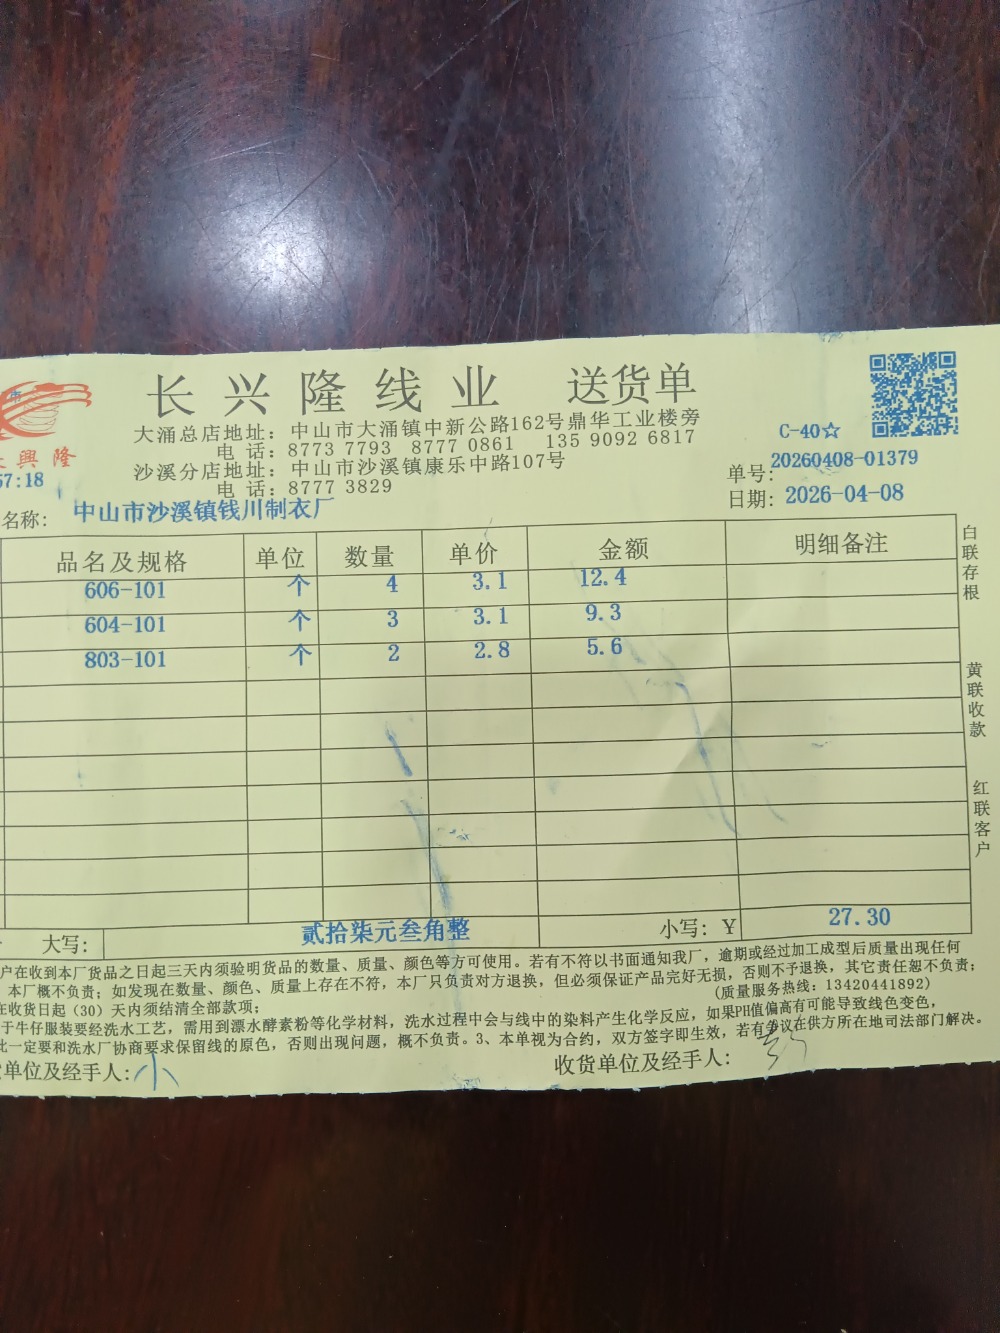 长兴隆线业 送货单
大涌总店地址：中山市大涌镇中新公路162号鼎华工业楼旁
电 话：8773 7793 8777 0861 135 9092 6817
沙溪分店地址：中山市沙溪镇康乐中路107号
电 话：8777 3829
興隆
57:18
C-40☆
单号：20260408-01379
日期：2026-04-08
名称：中山市沙溪镇钱川制衣厂
品名及规格 单位 数量 单价 金额 明细备注
606-101 个 4 3.1 12.4
604-101 个 3 3.1 9.3
803-101 个 2 2.8 5.6
大写：贰拾柒元叁角整 小写：￥ 27.30
白联存根
黄联收款
红联客户
户在收到本厂货品之日起三天内须验明货品的数量、质量、颜色等方可使用。若有不符以书面通知我厂，逾期或经过加工成型后质量出现任何
本厂概不负责；如发现在数量、颜色、质量上存在不符，本厂只负责对方退换，但必须保证产品完好无损，否则不予退换，其它责任恕不负责；
在收货日起（30）天内须结清全部款项； (质量服务热线：13420441892)
于牛仔服装要经洗水工艺，需用到漂水酵素粉等化学材料，洗水过程中会与线中的染料产生化学反应，如果PH值偏高有可能导致线色变色，
此一定要和洗水厂协商要求保留线的原色，否则出现问题，概不负责。3、本单视为合约，双方签字即生效，若有争议在供方所在地司法部门解决。
单位及经手人：小
收货单位及经手人：